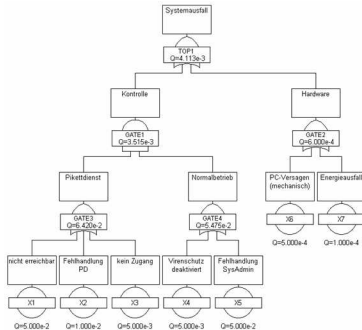 Systemausfall
TOP1
Q=4.113e-3
Kontrolle
Hardware
GATE1
Q=3.515e-3
GATE2
Q=6.000e-4
Pikettdienst
Normalbetrieb
PC-Versagen
(mechanisch)
Energieausfall
GATE3
Q=6.420e-2
GATE4
Q=5.475e-2
X6
X7
Q=5.000e-4
Q=1.000e-4
nicht erreichbar
Fehlhandlung
PD
kein Zugang
Virenschutz
deaktiviert
Fehlhandlung
SysAdmin
X1
X2
X3
X4
X5
Q=5.000e-2
Q=1.000e-2
Q=5.000e-3
Q=5.000e-3
Q=5.000e-2